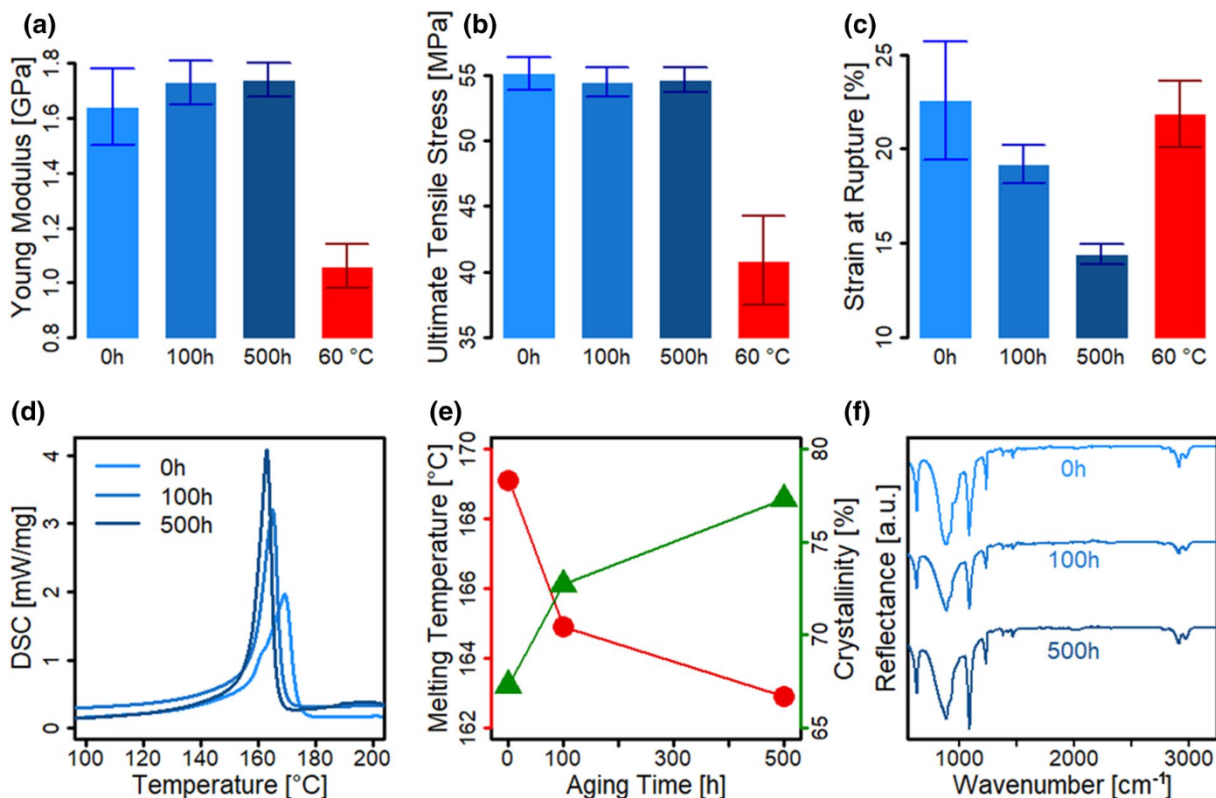 (a)
Young Modulus [GPa]
0.8 1.0 1.2 1.4 1.6 1.8
0h 100h 500h 60 °C
(b)
Ultimate Tensile Stress [MPa]
35 40 45 50 55
0h 100h 500h 60 °C
(c)
Strain at Rupture [%]
10 15 20 25
0h 100h 500h 60 °C
(d)
DSC [mW/mg]
0 1 2 3 4
0h
100h
500h
100 120 140 160 180 200
Temperature [°C]
(e)
Melting Temperature [°C]
162 164 166 168 170
0 100 200 300 400 500
Aging Time [h]
65 70 75 80
Crystallinity [%]
(f)
Reflectance [a.u.]
0h
100h
500h
1000 2000 3000
Wavenumber [cm⁻¹]